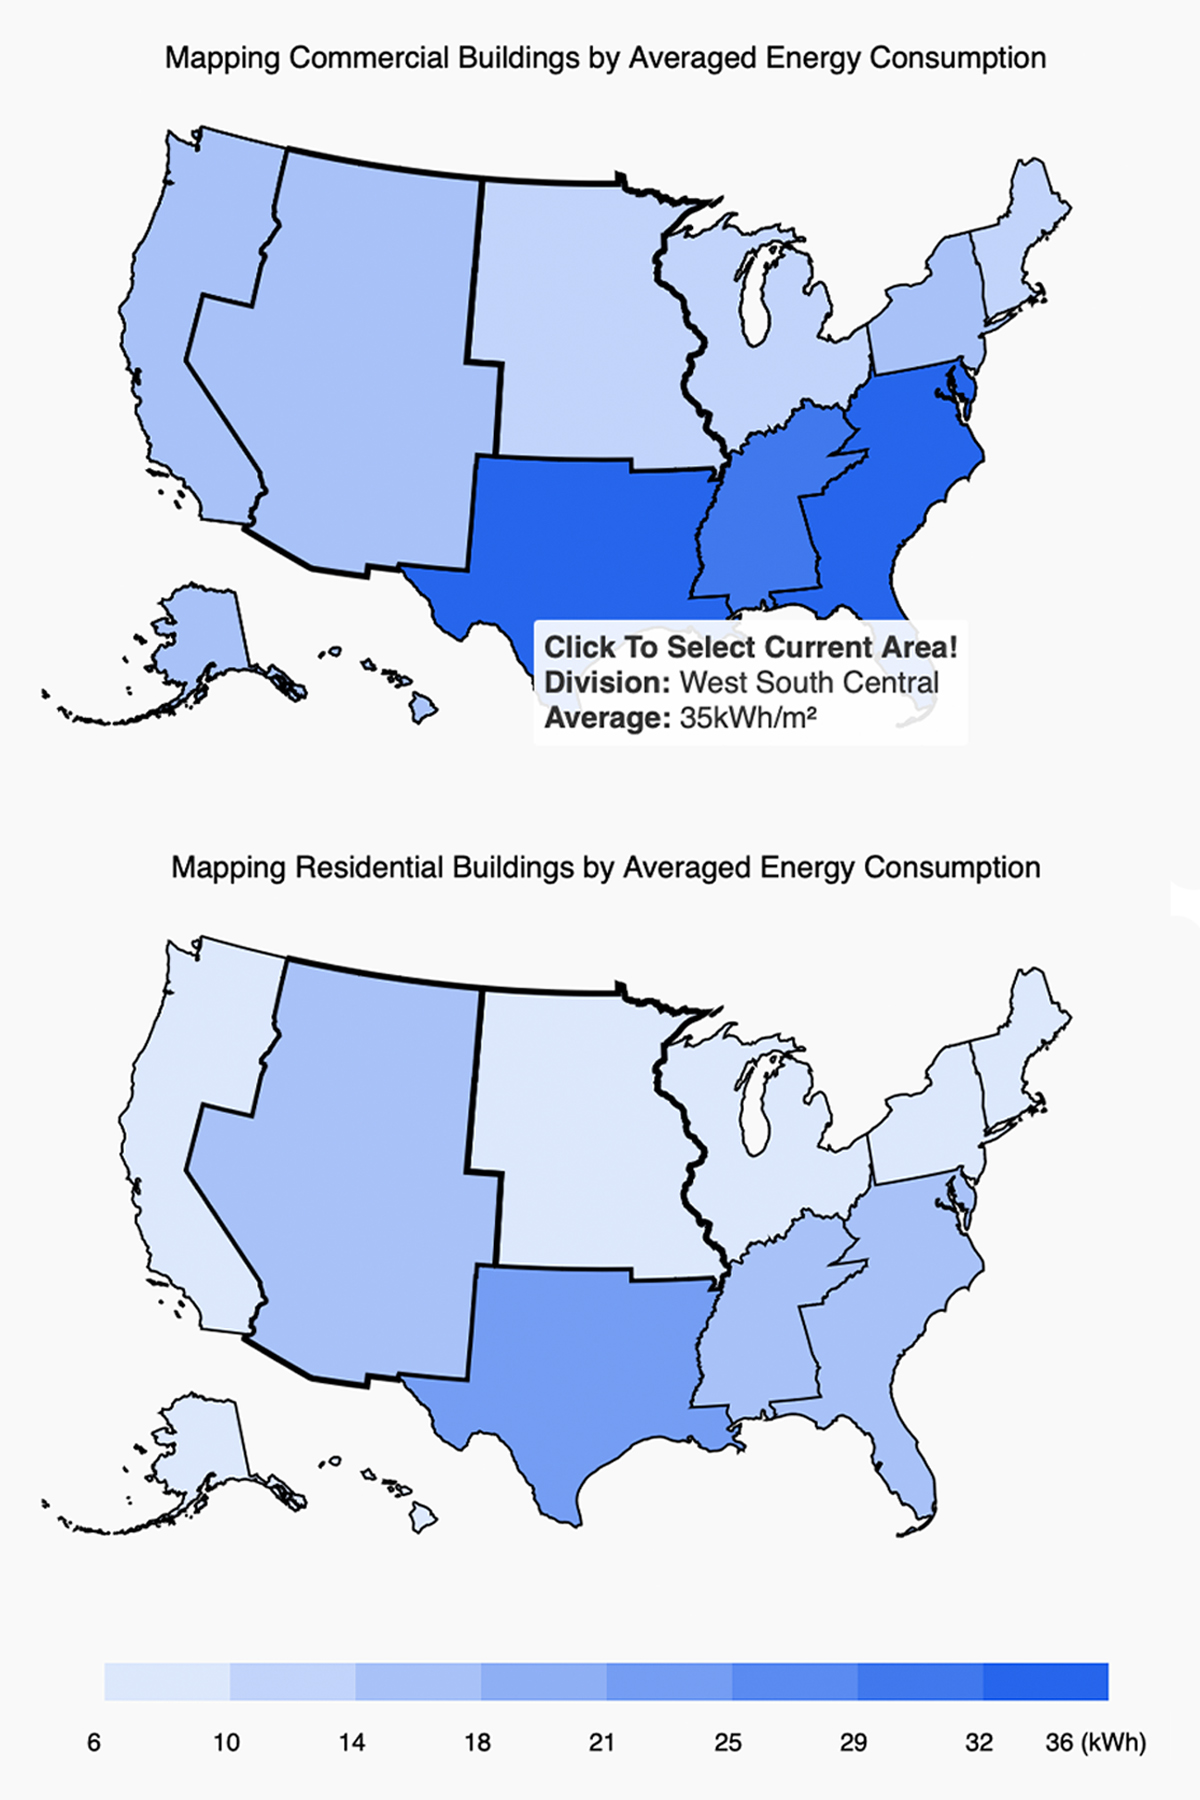 Mapping Commercial Buildings by Averaged Energy Consumption
Click To Select Current Area!
Division: West South Central
Average: 35kWh/m²
Mapping Residential Buildings by Averaged Energy Consumption
6 10 14 18 21 25 29 32 36 (kWh)